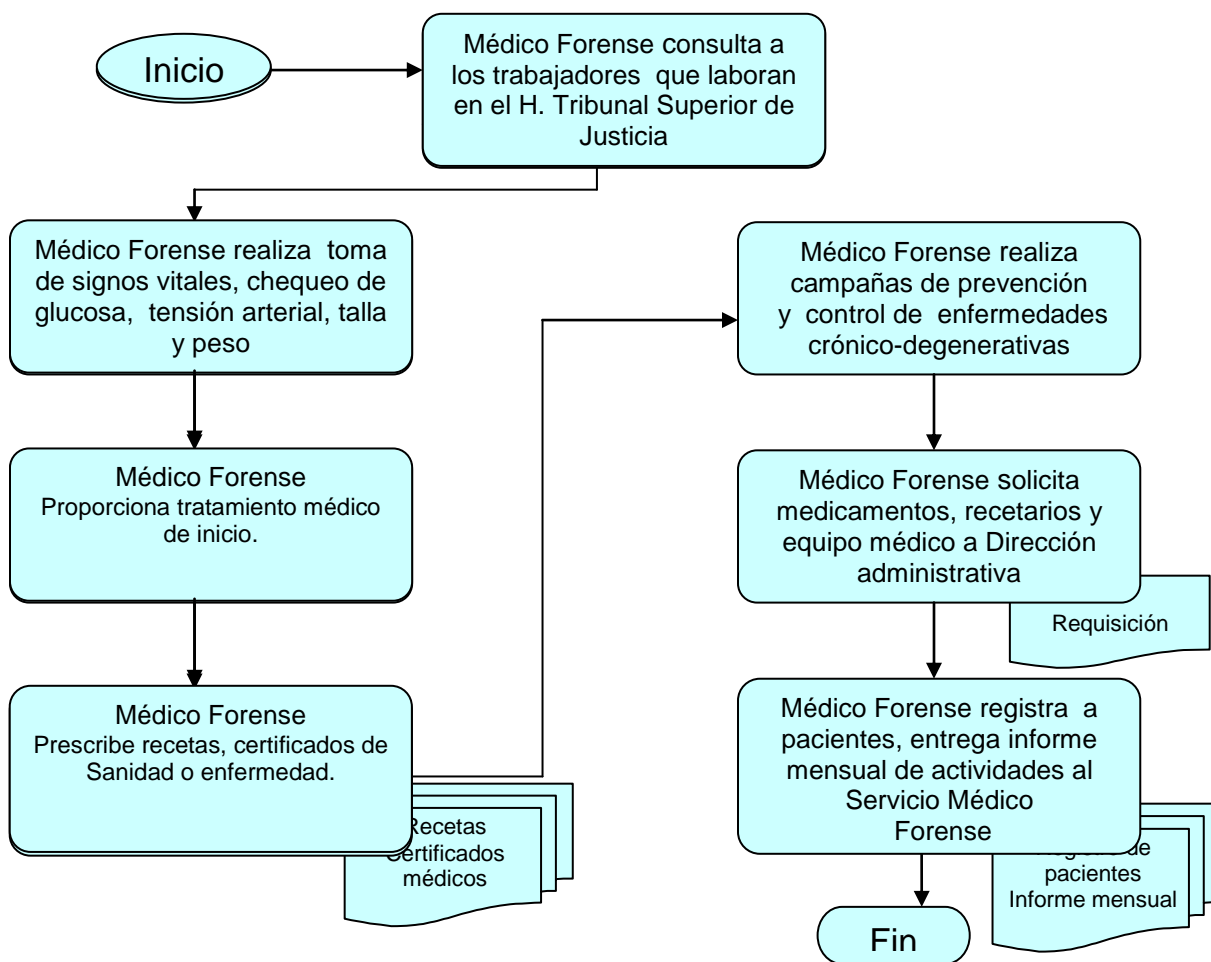 Inicio
Médico Forense consulta a
los trabajadores que laboran
en el H. Tribunal Superior de
Justicia
Médico Forense realiza toma
de signos vitales, chequeo de
glucosa, tensión arterial, talla
y peso
Médico Forense
Proporciona tratamiento médico
de inicio.
Médico Forense
Prescribe recetas, certificados de
Sanidad o enfermedad.
Recetas
Certificados
médicos
Médico Forense realiza
campañas de prevención
y control de enfermedades
crónico-degenerativas
Médico Forense solicita
medicamentos, recetarios y
equipo médico a Dirección
administrativa
Requisición
Médico Forense registra a
pacientes, entrega informe
mensual de actividades al
Servicio Médico
Forense
Registro de
pacientes
Informe mensual
Fin